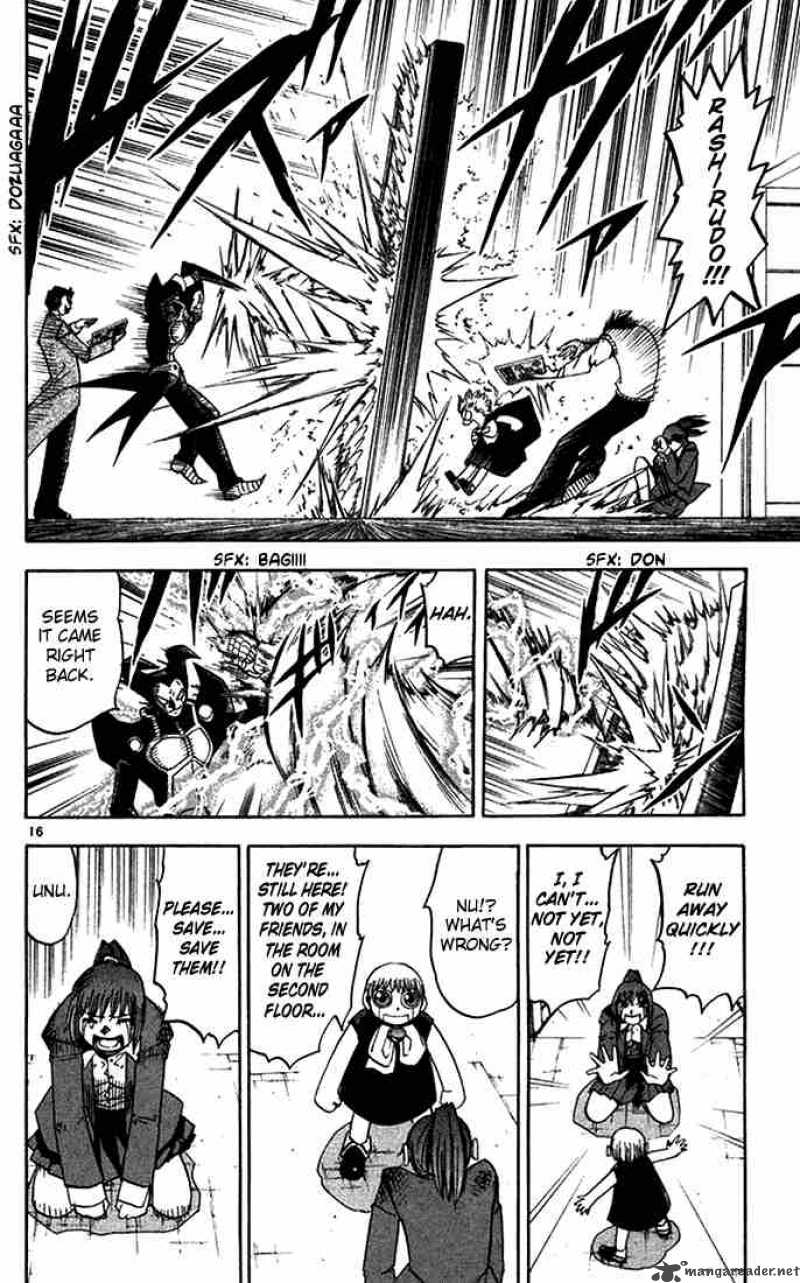 RASHIRUDO!!!
SFX: DOZUAGAAA
SFX: DON
SFX: BAGIIII
HAH.
SEEMS
IT CAME
RIGHT
BACK.
16
RUN
AWAY
QUICKLY
!!!
I, I
CAN'T...
NOT YET,
NOT
YET!!
NU!?
WHAT'S
WRONG?
THEY'RE...
STILL HERE!
TWO OF MY
FRIENDS, IN
THE ROOM
ON THE
SECOND
FLOOR...
PLEASE...
SAVE...
SAVE
THEM!!
UNU.
mangareader.net